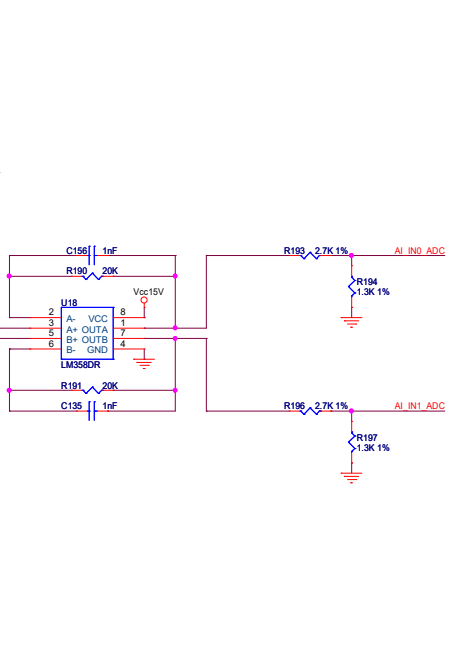 C156 1nF
R193 2.7K 1% AI_IN0_ADC
R190 20K
R194
1.3K 1%
Vcc15V
U18
2 A- VCC 8
3 A+ OUTA 1
5 B+ OUTB 7
6 B- GND 4
LM358DR
R191 20K
C135 1nF
R196 2.7K 1% AI_IN1_ADC
R197
1.3K 1%